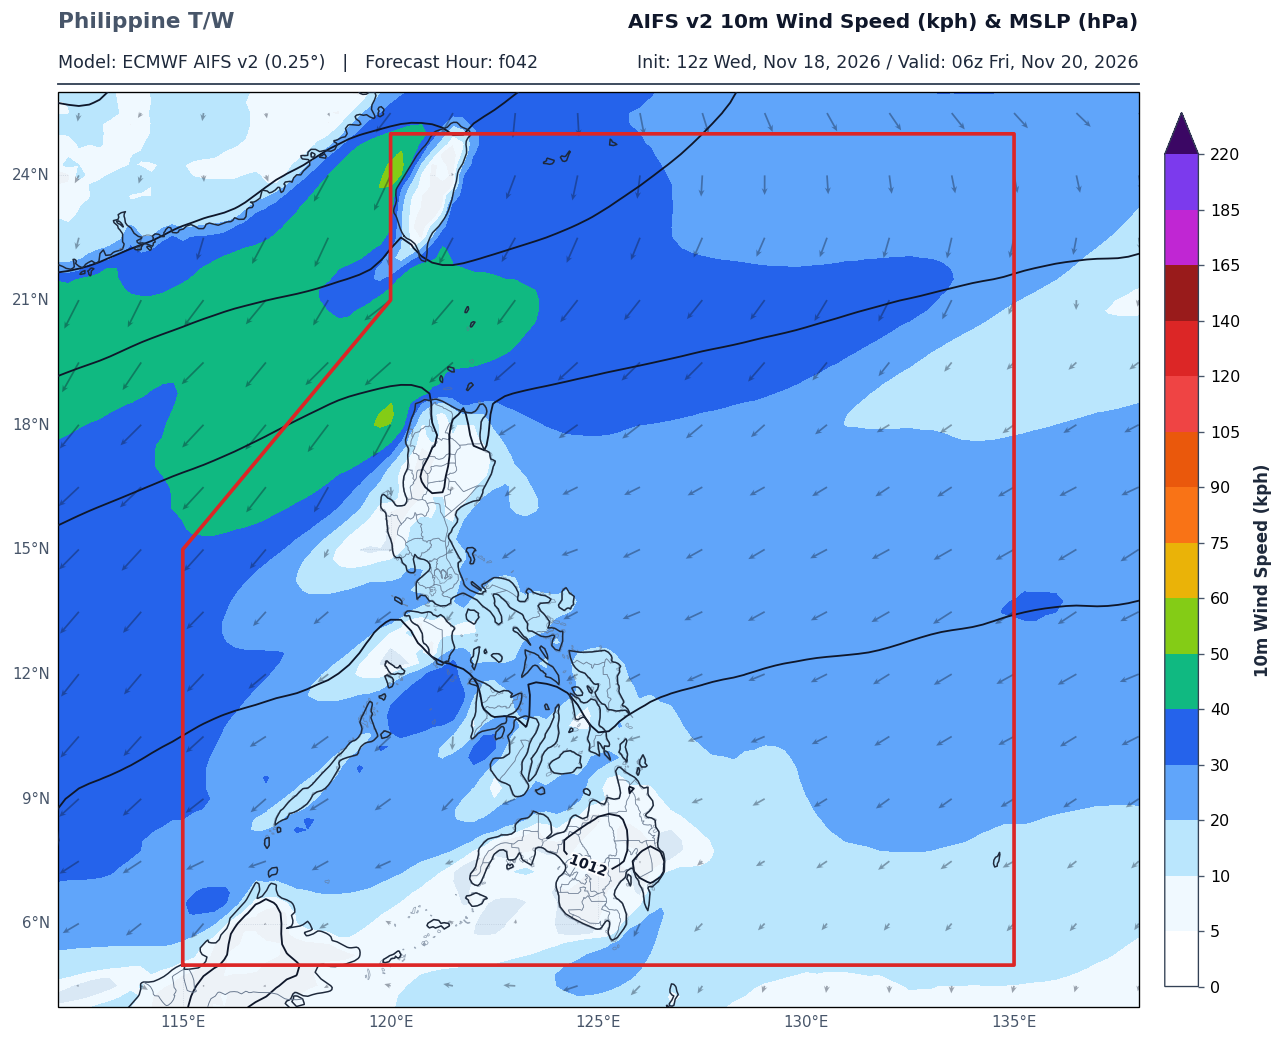 Philippine T/W
AIFS v2 10m Wind Speed (kph) & MSLP (hPa)
Model: ECMWF AIFS v2 (0.25°) | Forecast Hour: f042
Init: 12z Wed, Nov 18, 2026 / Valid: 06z Fri, Nov 20, 2026
24°N
21°N
18°N
15°N
12°N
9°N
6°N
1012
115°E
120°E
125°E
130°E
135°E
220
185
165
140
120
105
90
75
60
50
40
30
20
10
5
0
10m Wind Speed (kph)